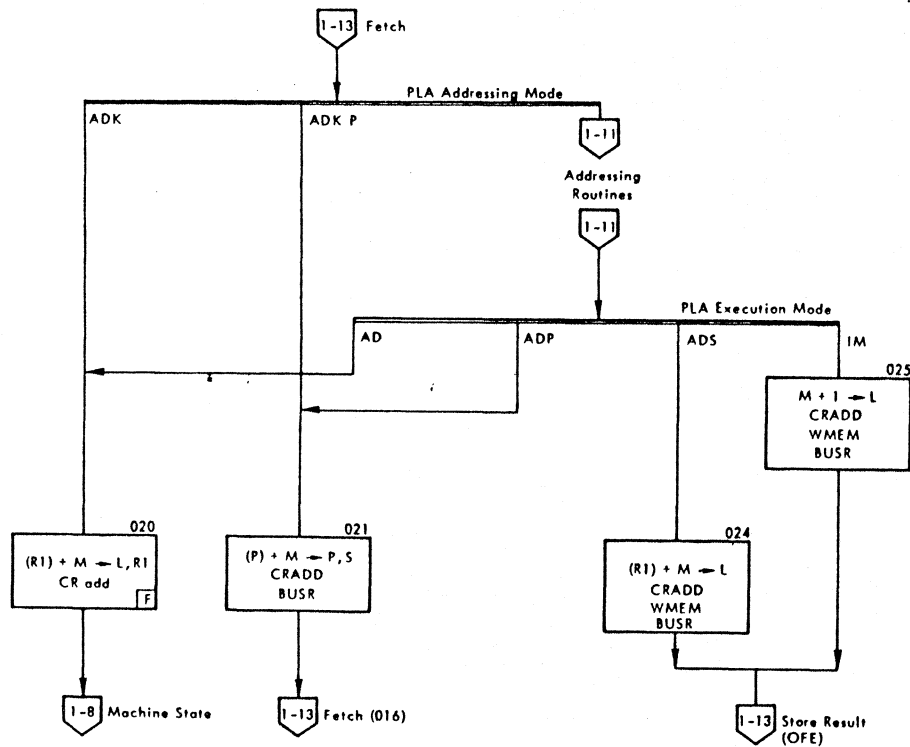 1-13 Fetch
PLA Addressing Mode
ADK
ADK P
1-11
Addressing
Routines
1-11
PLA Execution Mode
AD
ADP
ADS
IM
025
M + 1 → L
CRADD
WMEM
BUSR
020
(R1) + M → L, R1
CR add
F
021
(P) + M → P, S
CRADD
BUSR
024
(R1) + M → L
CRADD
WMEM
BUSR
1-8 Machine State
1-13 Fetch (016)
1-13 Store Result
(OFE)